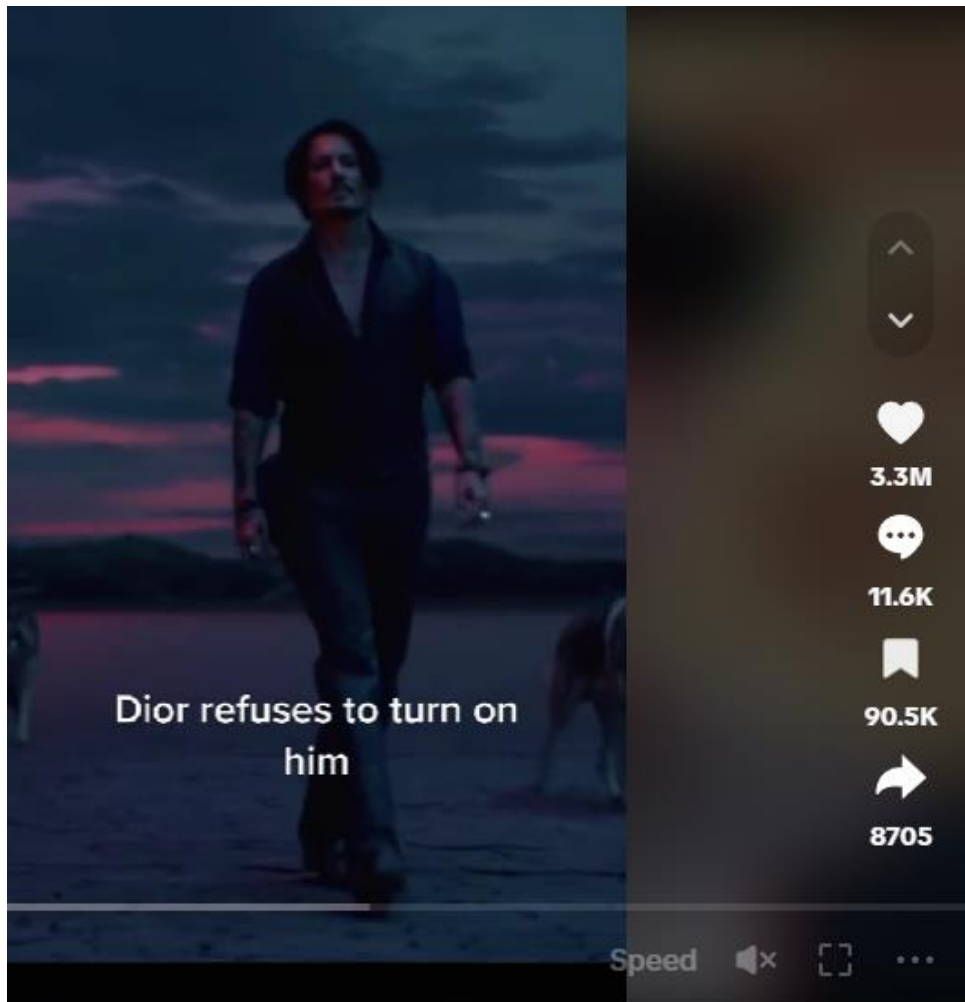 Dior refuses to turn on
him
3.3M
11.6K
90.5K
8705
Speed